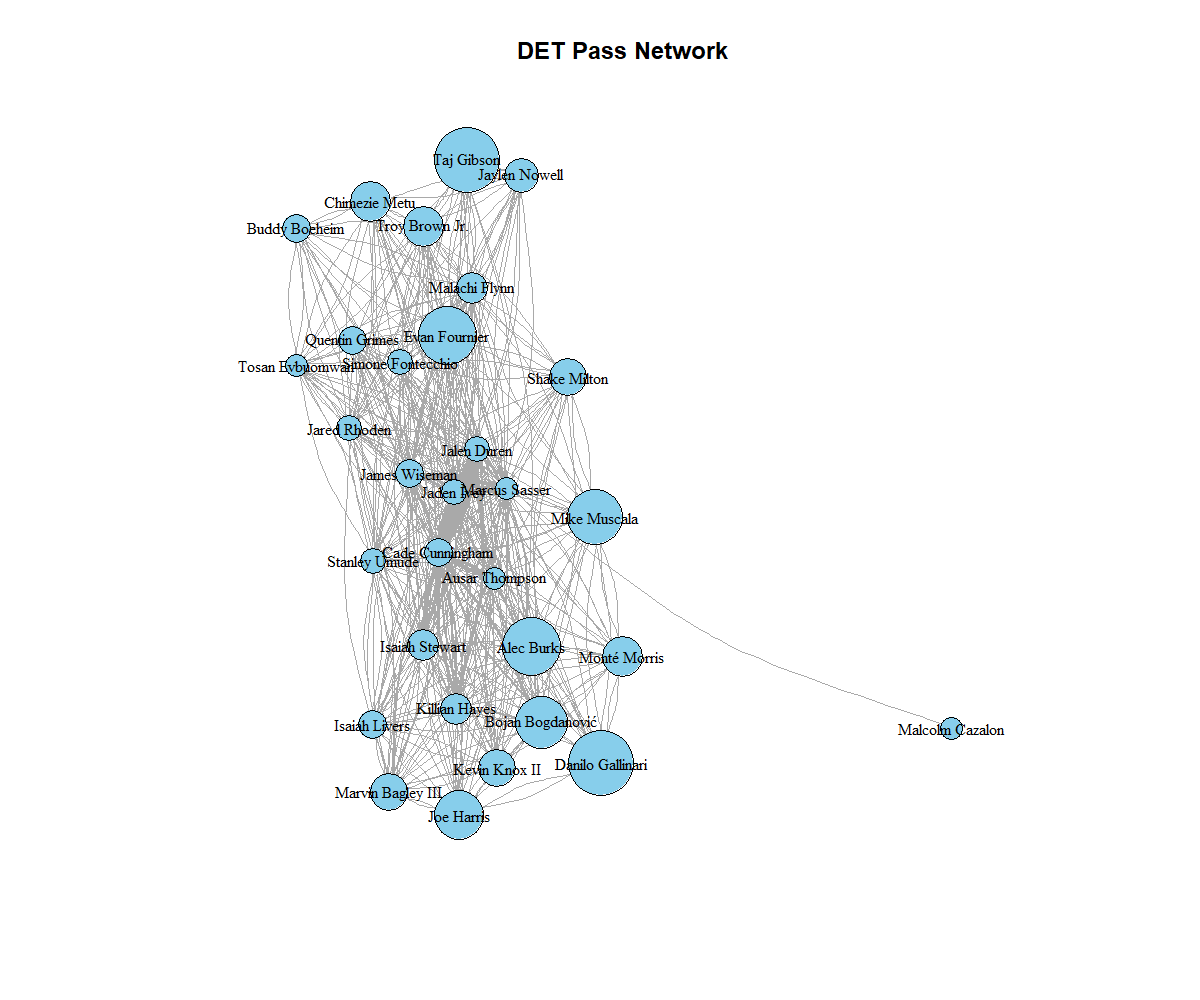 DET Pass Network
Taj Gibson
Jaylen Nowell
Chimezie Metu
Troy Brown Jr.
Buddy Boeheim
Malachi Flynn
Evan Fournier
Quentin Grimes
Simone Fontecchio
Tosan Evbuomwan
Shake Milton
Jared Rhoden
Jalen Duren
James Wiseman
Jaden Ivey
Marcus Sasser
Mike Muscala
Cade Cunningham
Stanley Umude
Ausar Thompson
Isaiah Stewart
Alec Burks
Monté Morris
Killian Hayes
Bojan Bogdanović
Isaiah Livers
Malcolm Cazalon
Kevin Knox II
Danilo Gallinari
Marvin Bagley III
Joe Harris